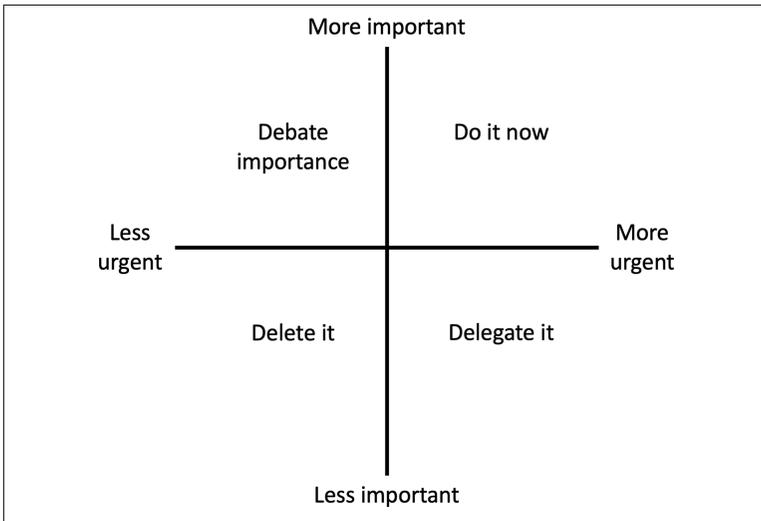 More important
Debate
importance
Do it now
Less
urgent
More
urgent
Delete it
Delegate it
Less important